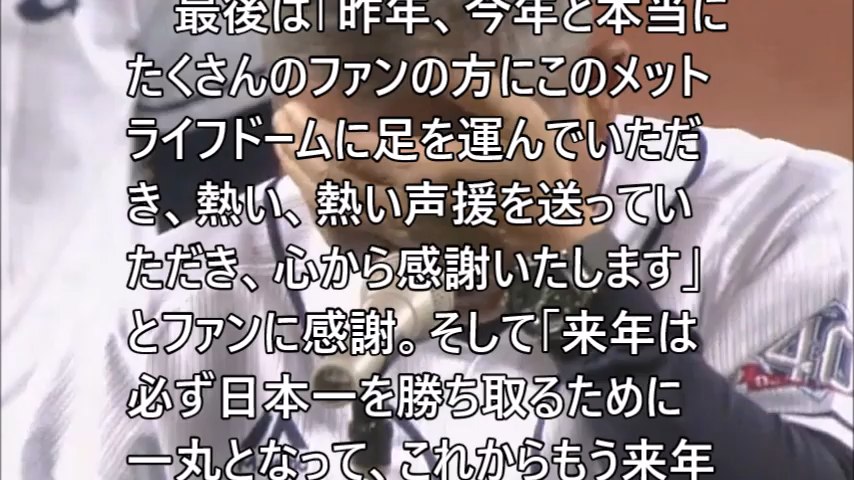 最後は「昨年、今年と本当に
たくさんのファンの方にこのメット
ライフドームに足を運んでいただ
き、熱い、熱い声援を送ってい
ただき、心から感謝いたします」
とファンに感謝。そして「来年は
必ず日本一を勝ち取るために
一丸となって、これからもう来年
40